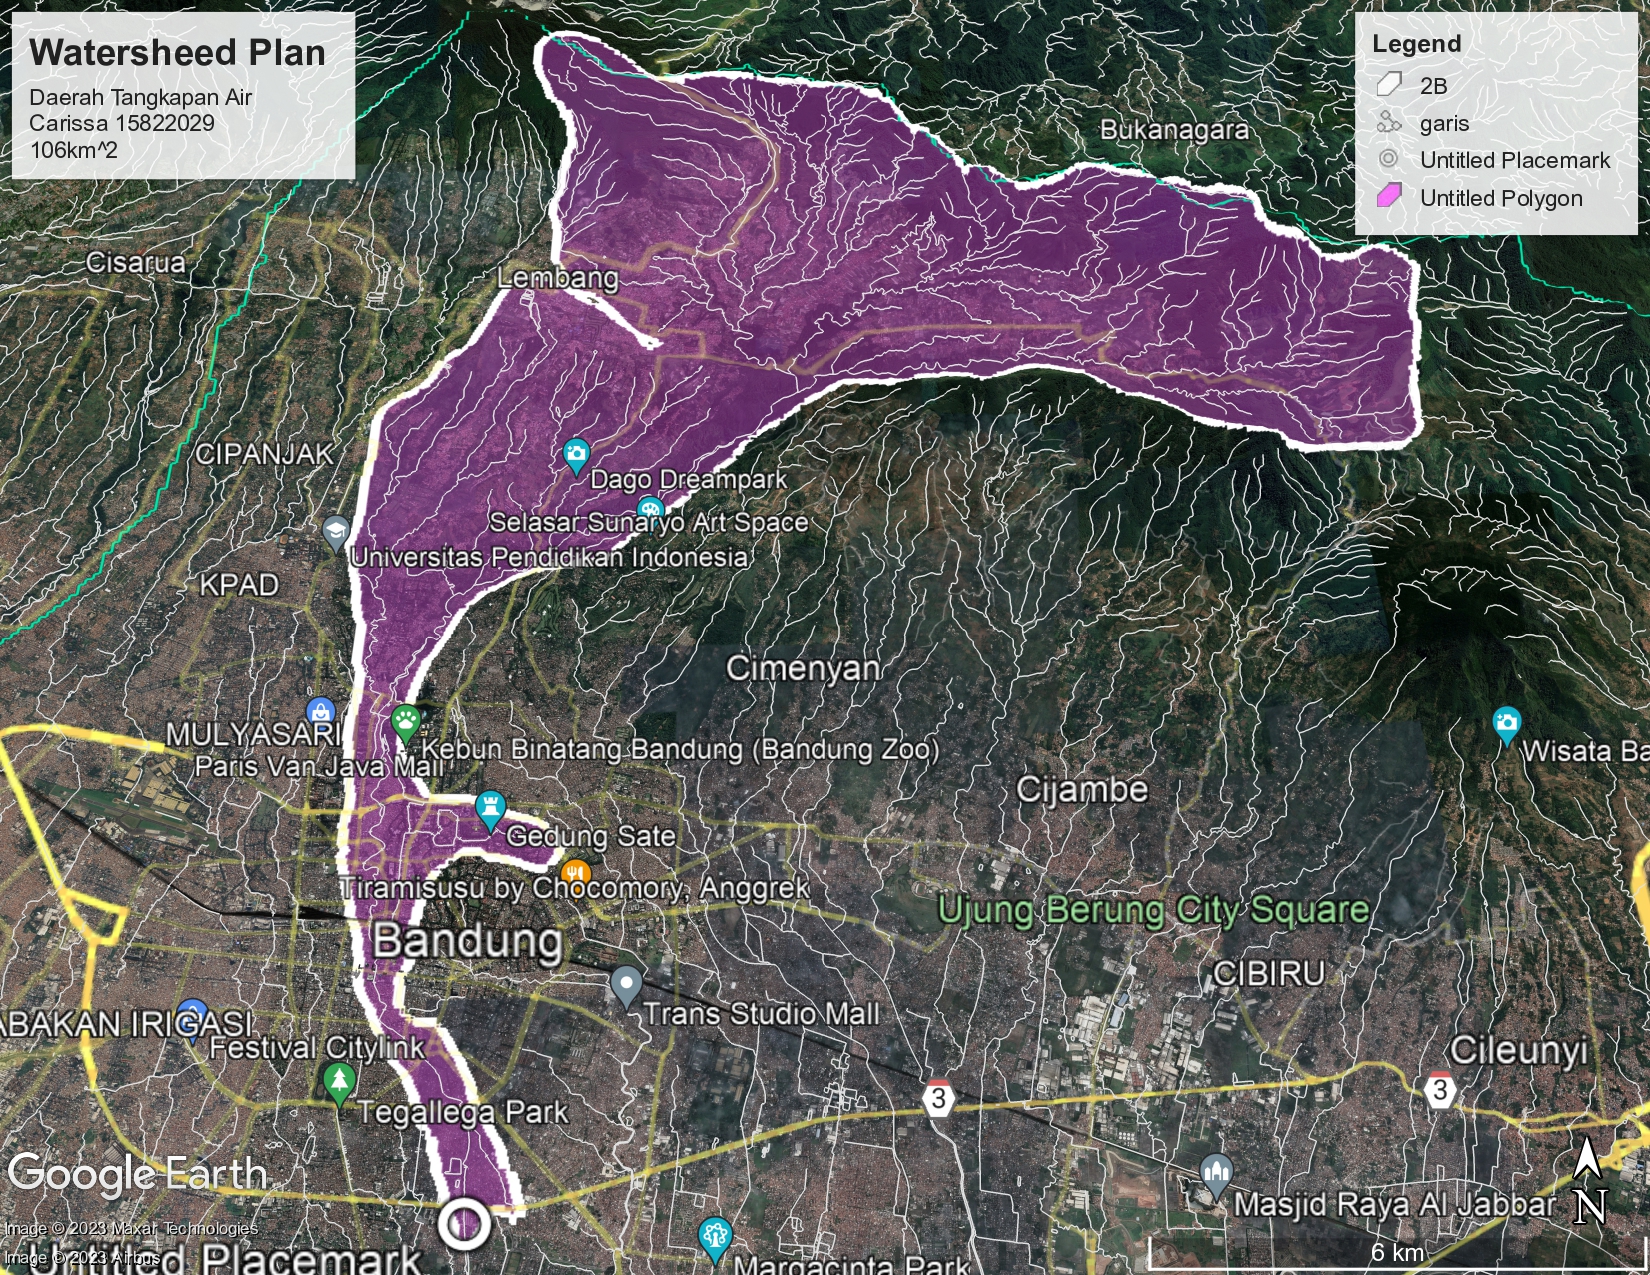 Watersheed Plan
Daerah Tangkapan Air
Carissa 15822029
106km^2
Legend
2B
garis
Untitled Placemark
Untitled Polygon
Bukanagara
Cisarua
Lembang
CIPANJAK
Dago Dreampark
Selasar Sunaryo Art Space
Universitas Pendidikan Indonesia
KPAD
Cimenyan
MULYASARI
Kebun Binatang Bandung (Bandung Zoo)
Wisata Ba
Paris Van Java Mall
Cijambe
Gedung Sate
Tiramisusu by Chocomory, Anggrek
Ujung Berung City Square
Bandung
CIBIRU
Trans Studio Mall
ABAKAN IRIGASI
Festival Citylink
Cileunyi
3
3
Tegallega Park
Google Earth
Masjid Raya Al Jabbar
N
Image © 2023 Maxar Technologies
Image © 2023 Airbus
Untitled Placemark
6 km
Margacinta Park